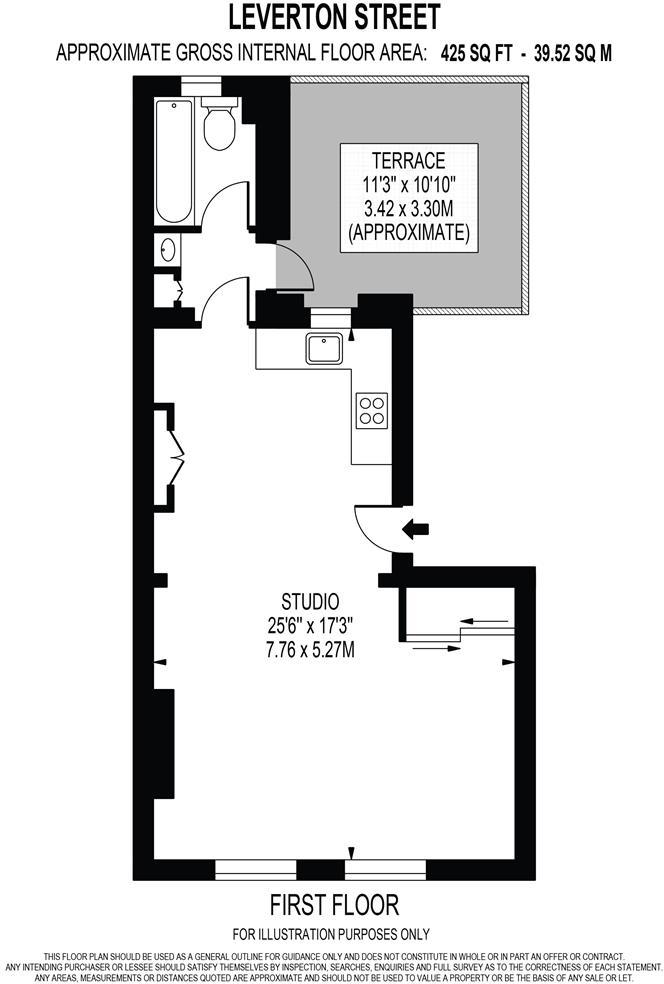 LEVERTON STREET
APPROXIMATE GROSS INTERNAL FLOOR AREA: 425 SQ FT - 39.52 SQ M
TERRACE
11'3" x 10'10"
3.42 x 3.30M
(APPROXIMATE)
STUDIO
25'6" x 17'3"
7.76 x 5.27M
FIRST FLOOR
FOR ILLUSTRATION PURPOSES ONLY
THIS FLOOR PLAN SHOULD BE USED AS A GENERAL OUTLINE FOR GUIDANCE ONLY AND DOES NOT CONSTITUTE IN WHOLE OR IN PART AN OFFER OR CONTRACT.
ANY INTENDING PURCHASER OR LESSEE SHOULD SATISFY THEMSELVES BY INSPECTION, SEARCHES, ENQUIRIES AND FULL SURVEY AS TO THE CORRECTNESS OF EACH STATEMENT.
ANY AREAS, MEASUREMENTS OR DISTANCES QUOTED ARE APPROXIMATE AND SHOULD NOT BE USED TO VALUE A PROPERTY OR BE THE BASIS OF ANY SALE OR LET.